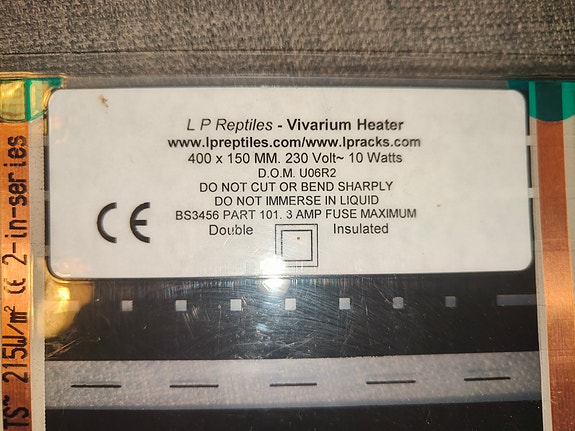 L P Reptiles - Vivarium Heater
www.lpreptiles.com/www.lpracks.com
400 x 150 MM. 230 Volt~ 10 Watts
D.O.M. U06R2
DO NOT CUT OR BEND SHARPLY
DO NOT IMMERSE IN LIQUID
BS3456 PART 101. 3 AMP FUSE MAXIMUM
Double Insulated
CE
TS~ 215W/m² CE 2-in-series